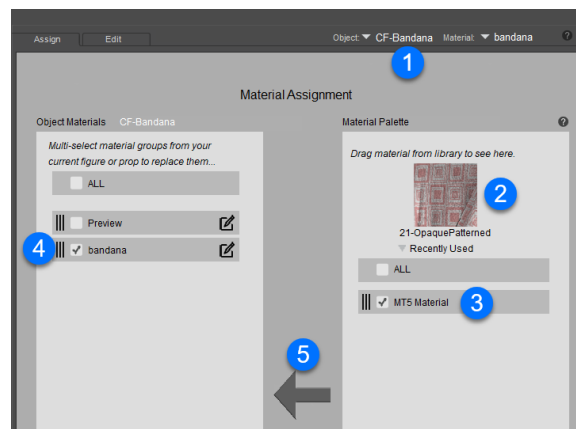 Assign Edit Object: CF-Bandana Material: bandana ?
1
Material Assignment
Object Materials CF-Bandana
Multi-select material groups from your
current figure or prop to replace them...
ALL
Preview
4 bandana
Material Palette ?
Drag material from library to see here.
2
21-OpaquePatterned
Recently Used
ALL
MT5 Material 3
5